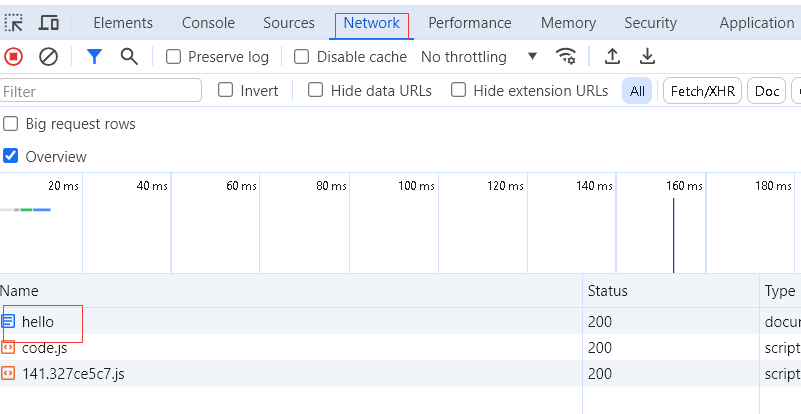 Elements Console Sources Network Performance Memory Security Application
Preserve log Disable cache No throttling
Filter Invert Hide data URLs Hide extension URLs All Fetch/XHR Doc
Big request rows
Overview
20 ms 40 ms 60 ms 80 ms 100 ms 120 ms 140 ms 160 ms 180 ms
Name Status Type
hello 200 docu
code.js 200 script
141.327ce5c7.js 200 script